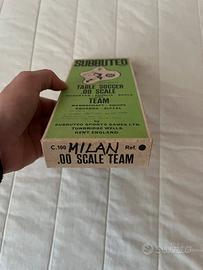 SUBBUTEO
TABLE SOCCER
.00 SCALE
TEAM
by
SUBBUTEO SPORTS GAMES LTD.
TUNBRIDGE WELLS
KENT, ENGLAND
C.100 MILAN Ref.
.00 SCALE TEAM
subito